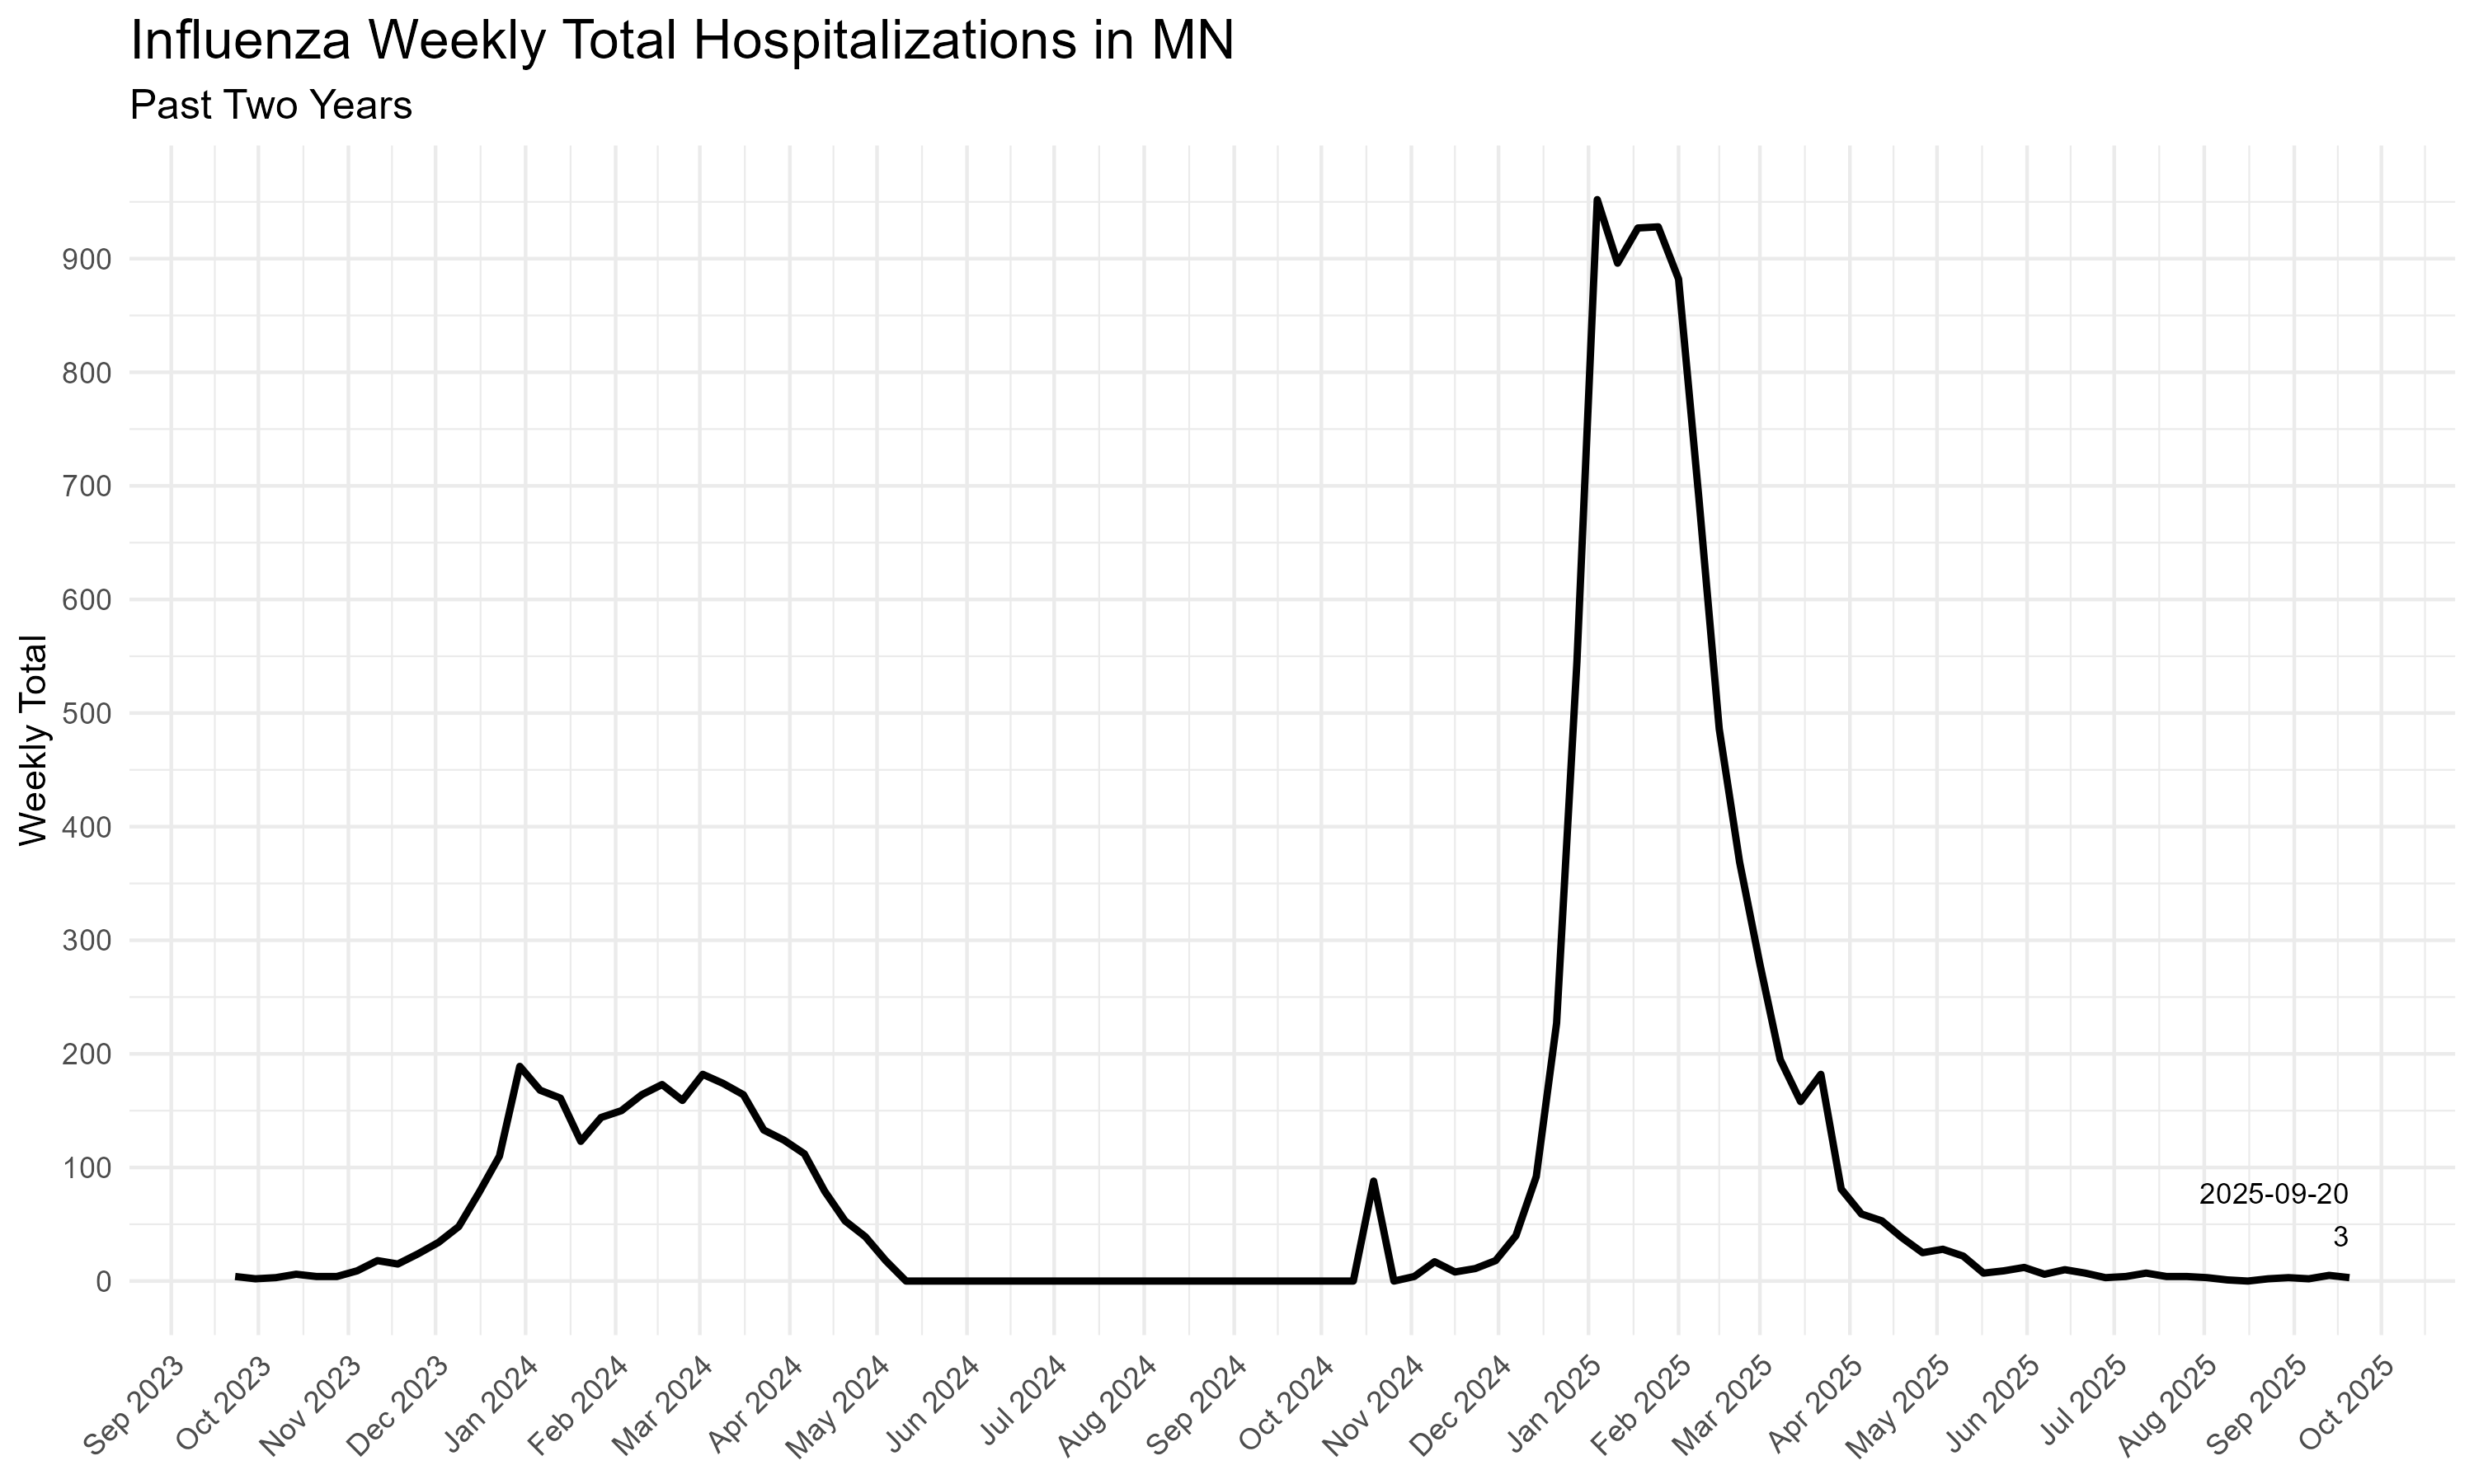 Influenza Weekly Total Hospitalizations in MN
Past Two Years
Weekly Total
900
800
700
600
500
400
300
200
100
0
2025-09-20
3
Sep 2023
Oct 2023
Nov 2023
Dec 2023
Jan 2024
Feb 2024
Mar 2024
Apr 2024
May 2024
Jun 2024
Jul 2024
Aug 2024
Sep 2024
Oct 2024
Nov 2024
Dec 2024
Jan 2025
Feb 2025
Mar 2025
Apr 2025
May 2025
Jun 2025
Jul 2025
Aug 2025
Sep 2025
Oct 2025